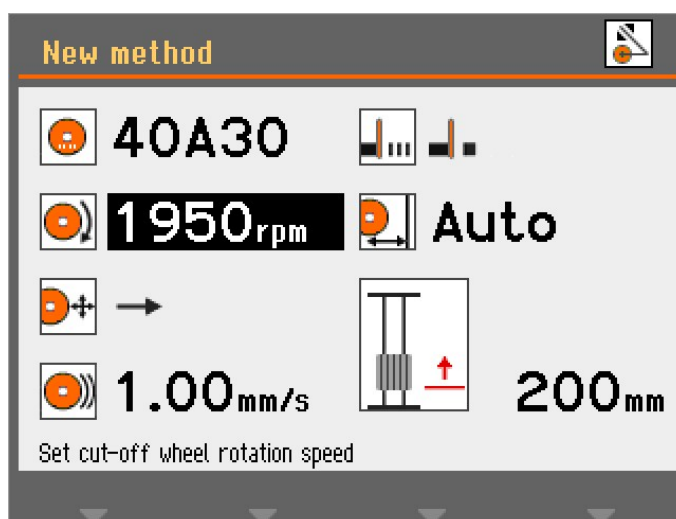 New method
40A30
1950rpm
Auto
1.00mm/s
200mm
Set cut-off wheel rotation speed